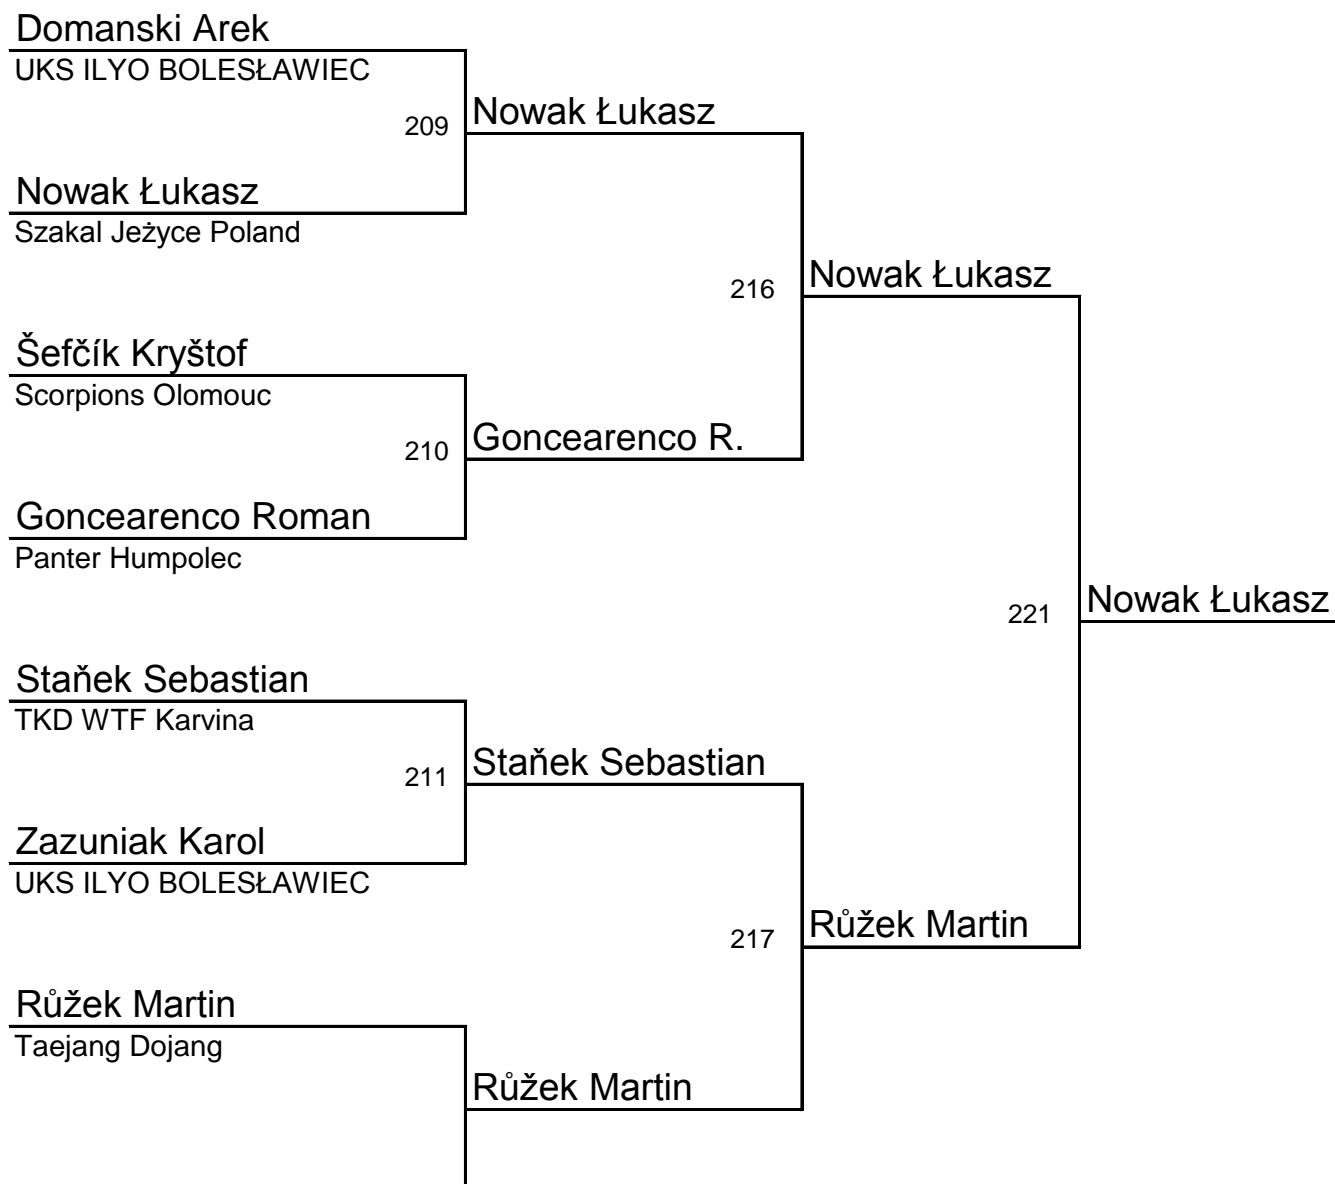 Domanski Arek
UKS ILYO BOLESŁAWIEC
209
Nowak Łukasz
Nowak Łukasz
Szakal Jeżyce Poland
216
Nowak Łukasz
Šefčík Kryštof
Scorpions Olomouc
210
Goncearenco R.
Goncearenco Roman
Panter Humpolec
221
Nowak Łukasz
Staňek Sebastian
TKD WTF Karvina
211
Staňek Sebastian
Zazuniak Karol
UKS ILYO BOLESŁAWIEC
217
Růžek Martin
Růžek Martin
Taejang Dojang
Růžek Martin